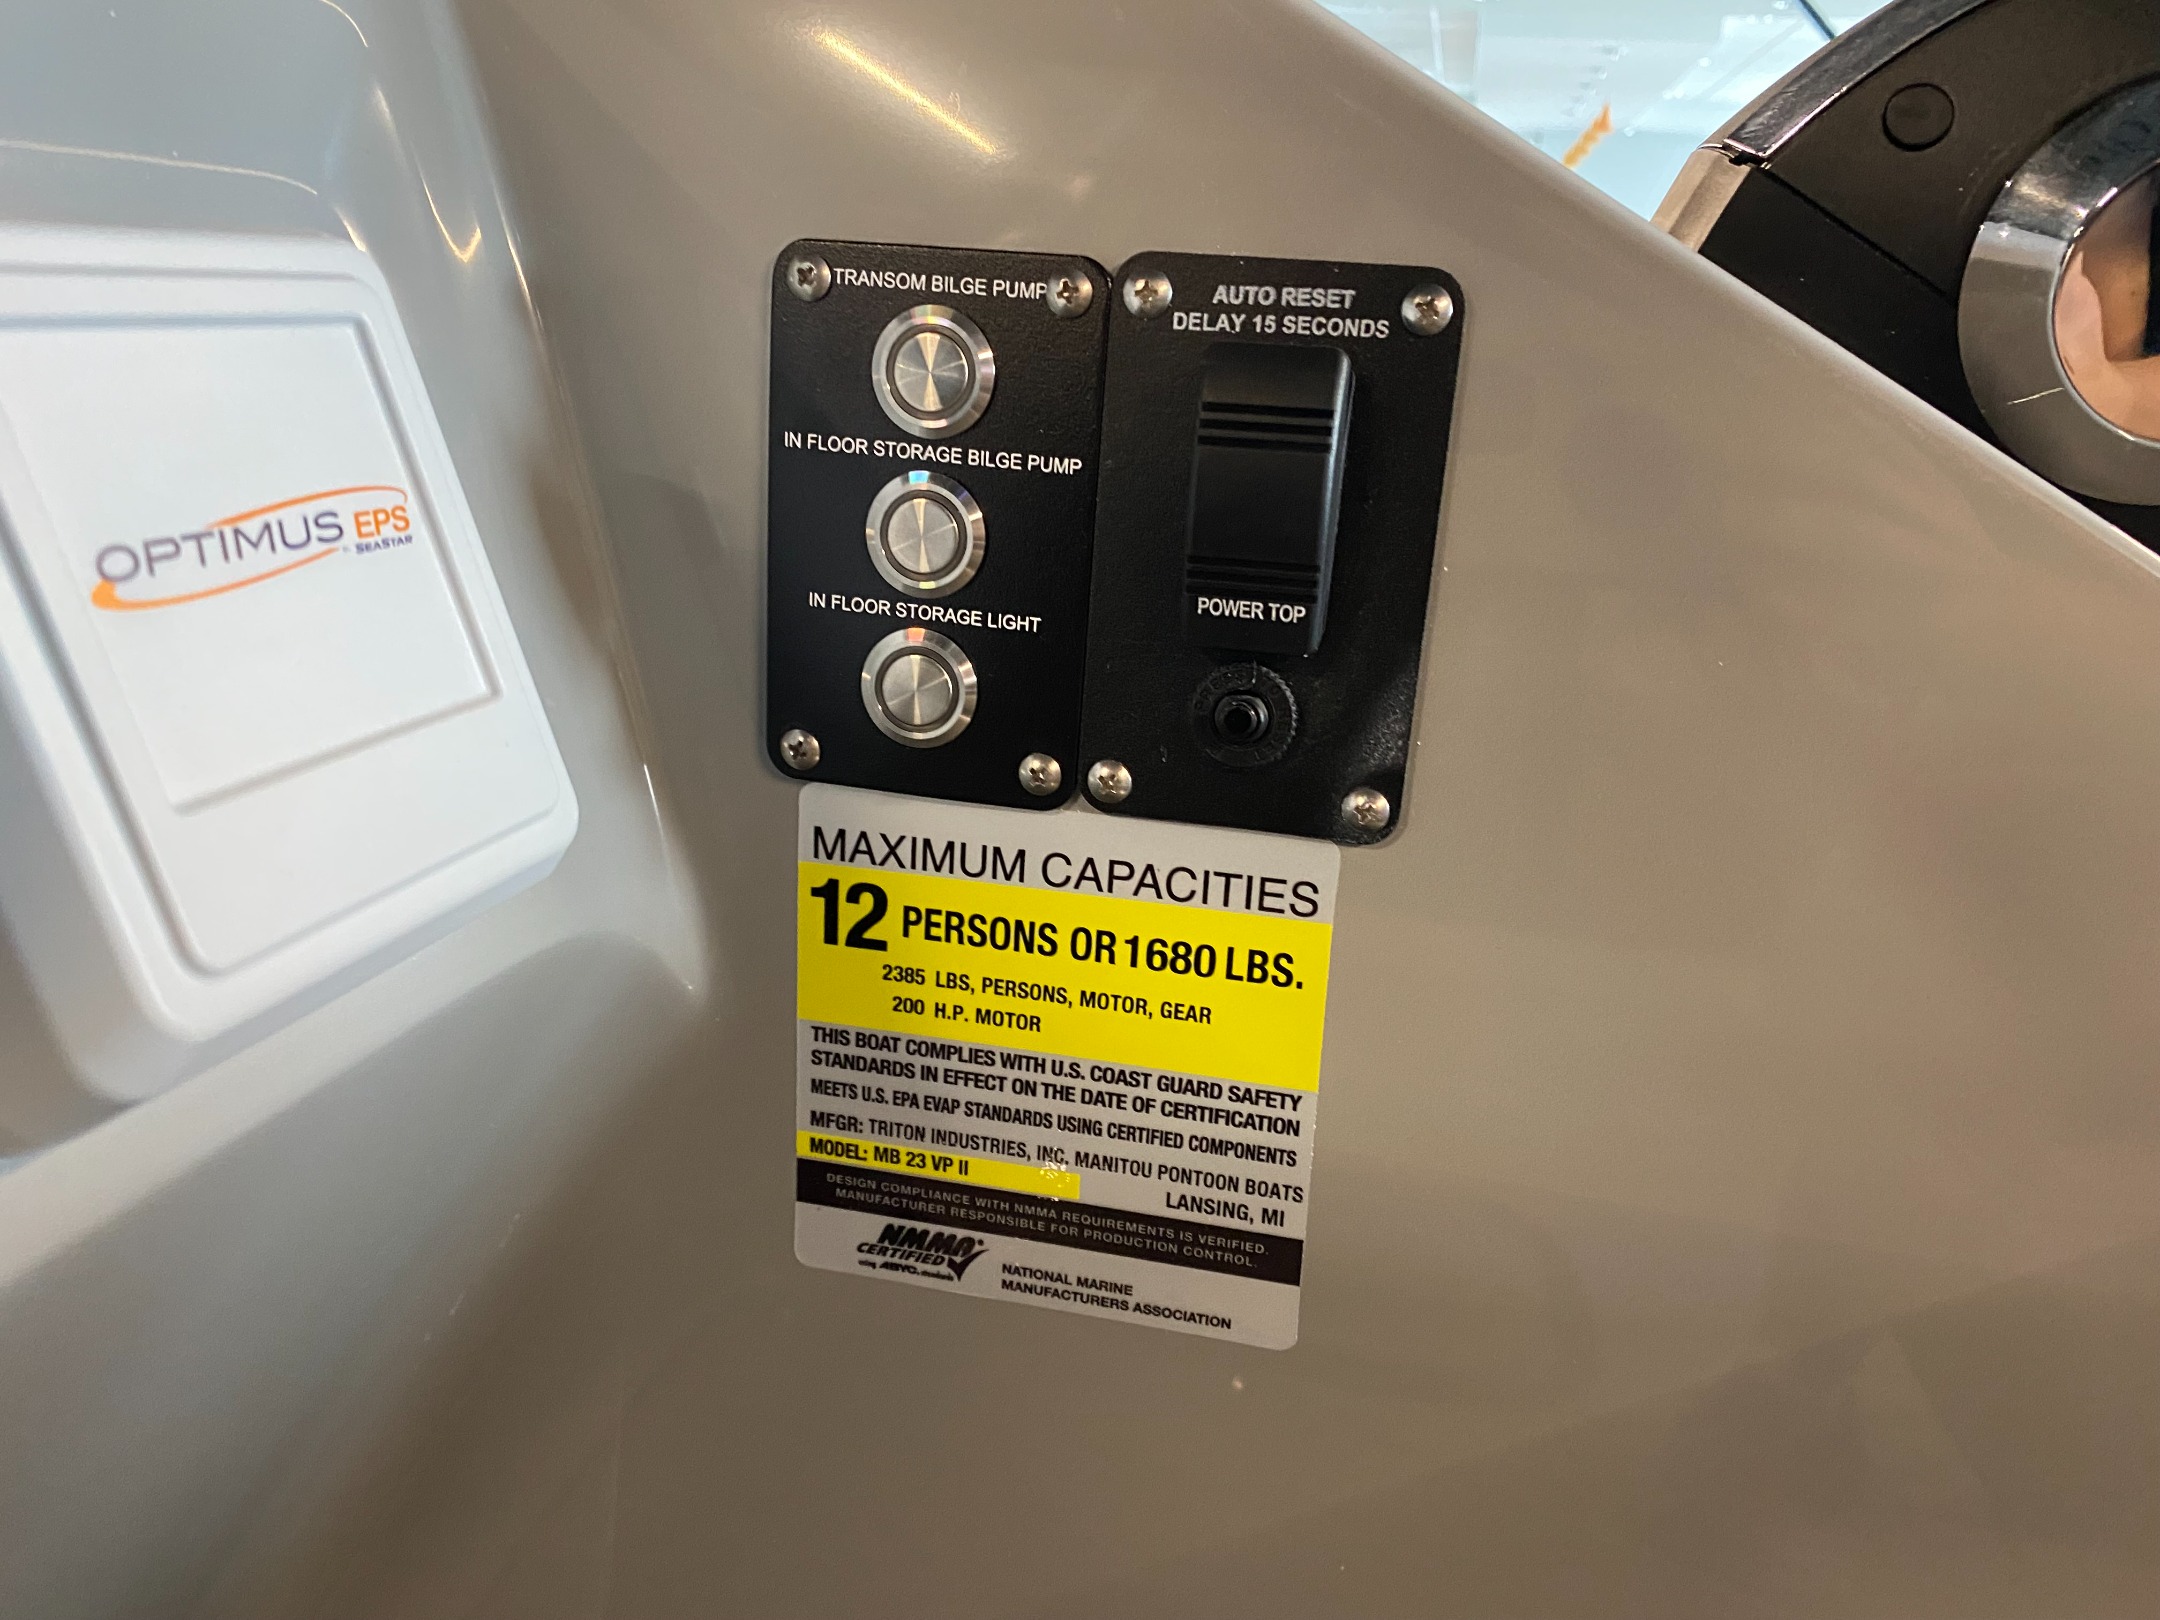 OPTIMUS EPS
BY SEASTAR
TRANSOM BILGE PUMP
IN FLOOR STORAGE BILGE PUMP
IN FLOOR STORAGE LIGHT
AUTO RESET
DELAY 15 SECONDS
POWER TOP
MAXIMUM CAPACITIES
12 PERSONS OR 1680 LBS.
2385 LBS, PERSONS, MOTOR, GEAR
200 H.P. MOTOR
THIS BOAT COMPLIES WITH U.S. COAST GUARD SAFETY
STANDARDS IN EFFECT ON THE DATE OF CERTIFICATION
MEETS U.S. EPA EVAP STANDARDS USING CERTIFIED COMPONENTS
MFGR: TRITON INDUSTRIES, INC. MANITOU PONTOON BOATS
LANSING, MI
MODEL: MB 23 VP II
DESIGN COMPLIANCE WITH NMMA REQUIREMENTS IS VERIFIED.
MANUFACTURER RESPONSIBLE FOR PRODUCTION CONTROL.
NMMA®
CERTIFIED
using ABYC. standards
NATIONAL MARINE
MANUFACTURERS ASSOCIATION